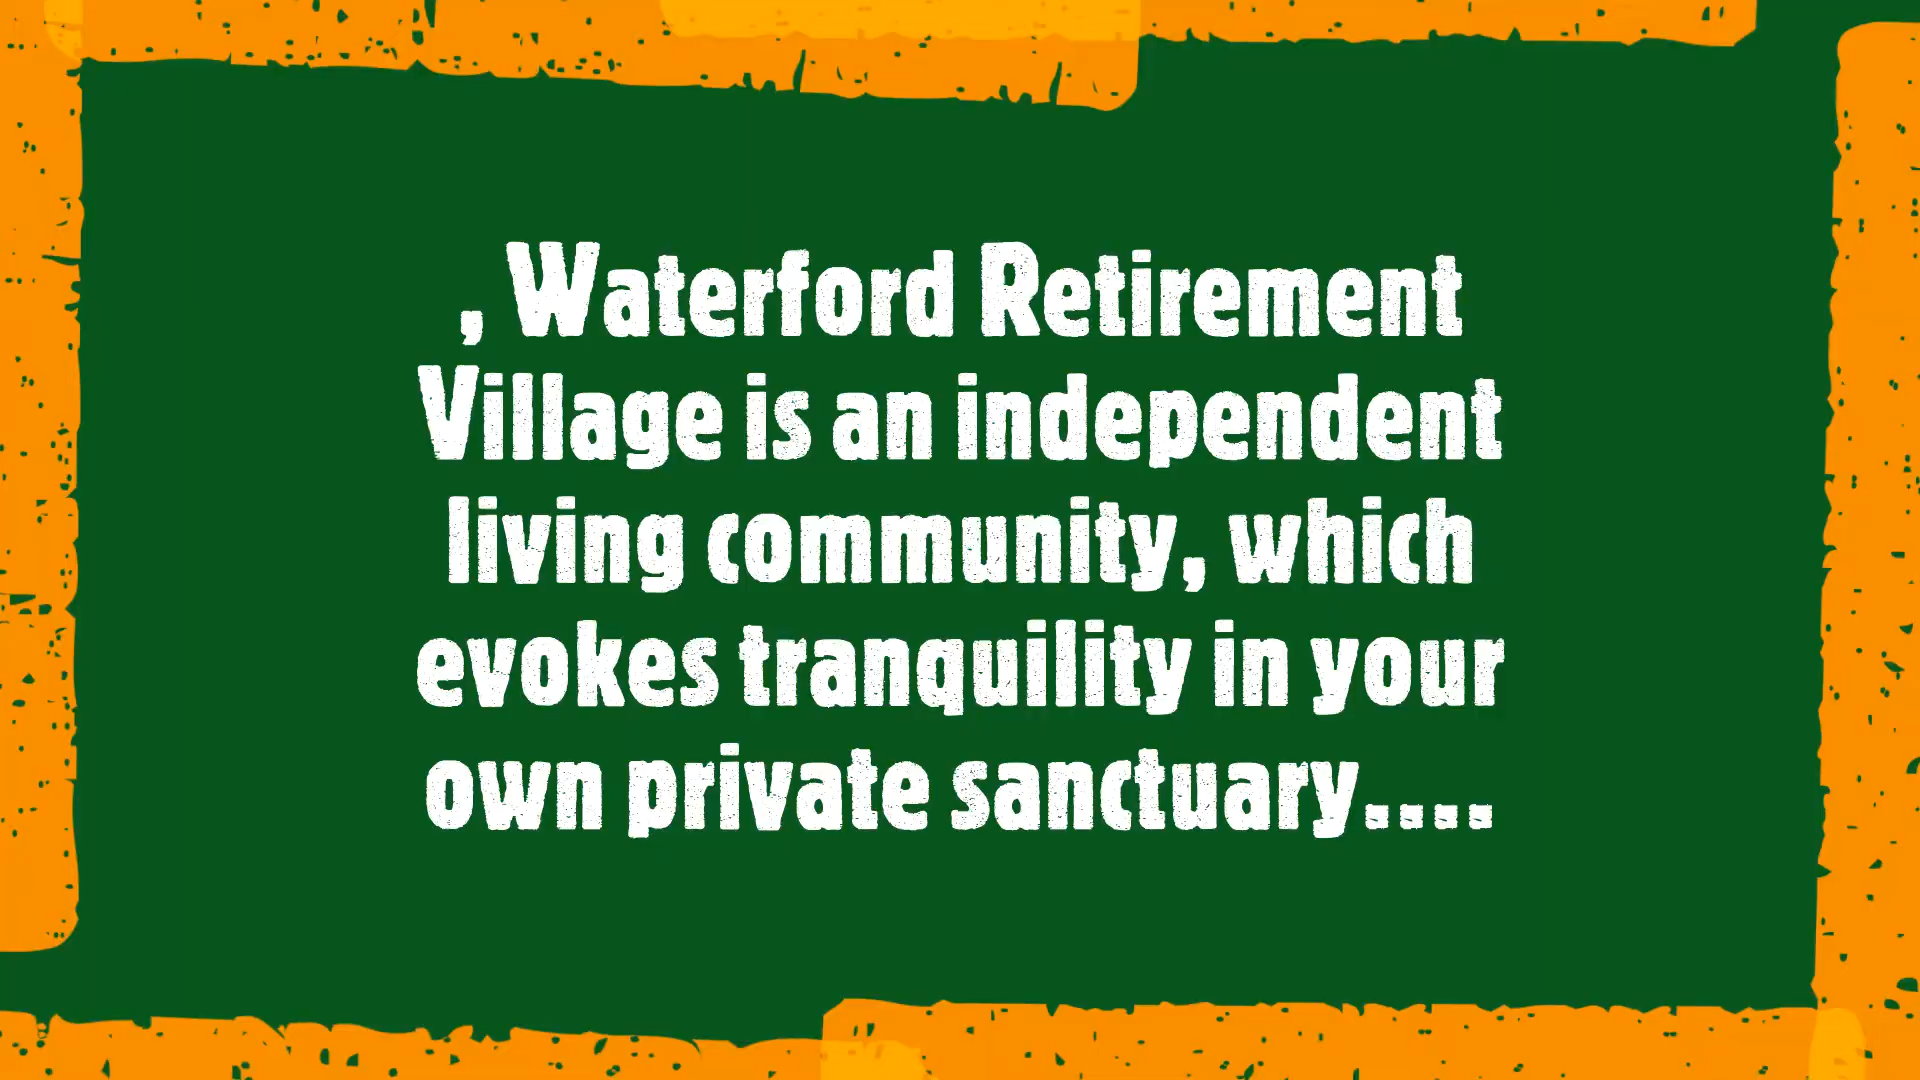 , Waterford Retirement
Village is an independent
living community, which
evokes tranquility in your
own private sanctuary....